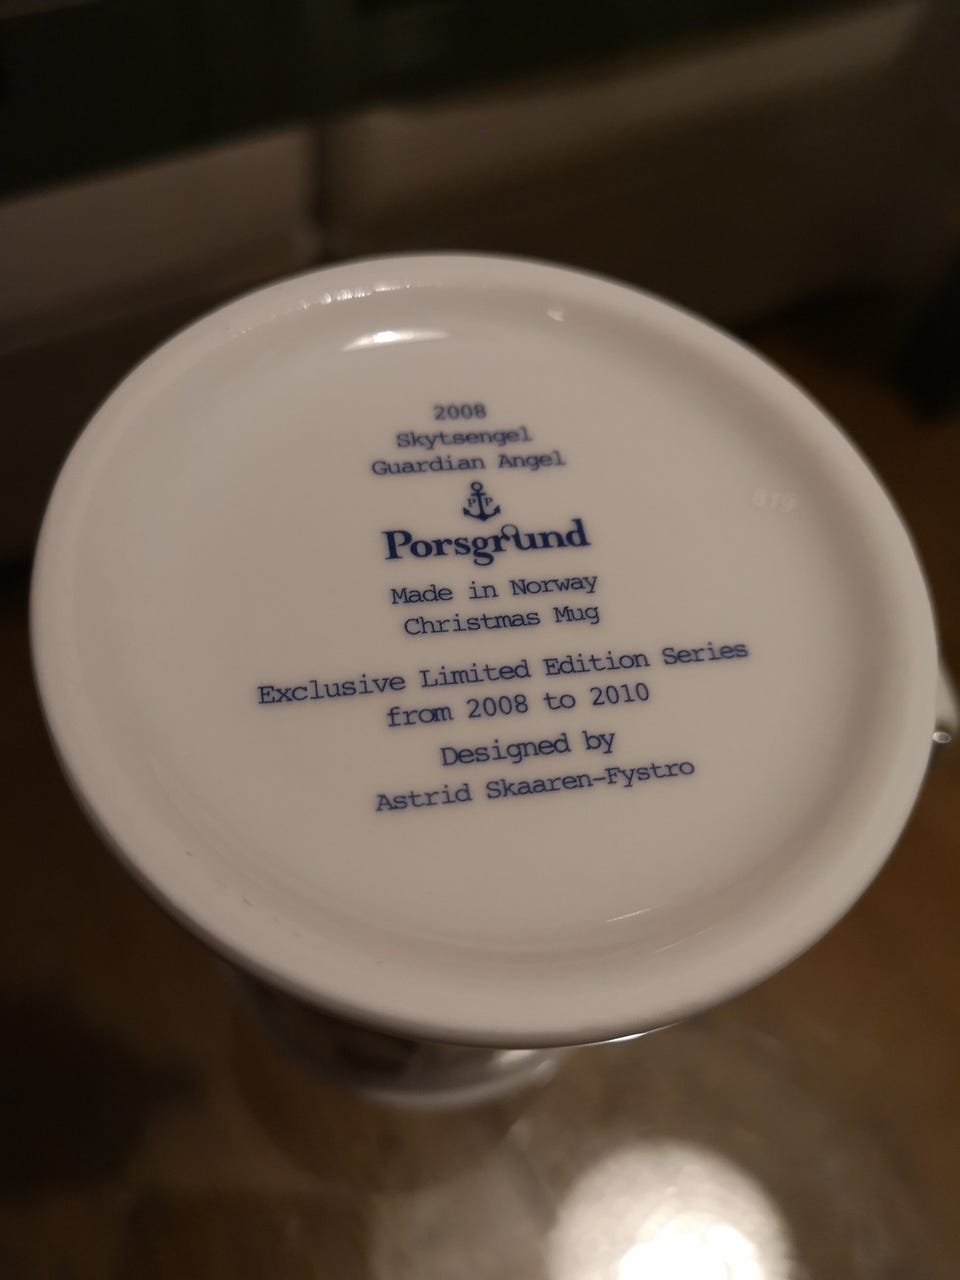 2008
Skytsengel
Guardian Angel
P P
Porsgrund
Made in Norway
Christmas Mug
Exclusive Limited Edition Series
from 2008 to 2010
Designed by
Astrid Skaaren-Fystro